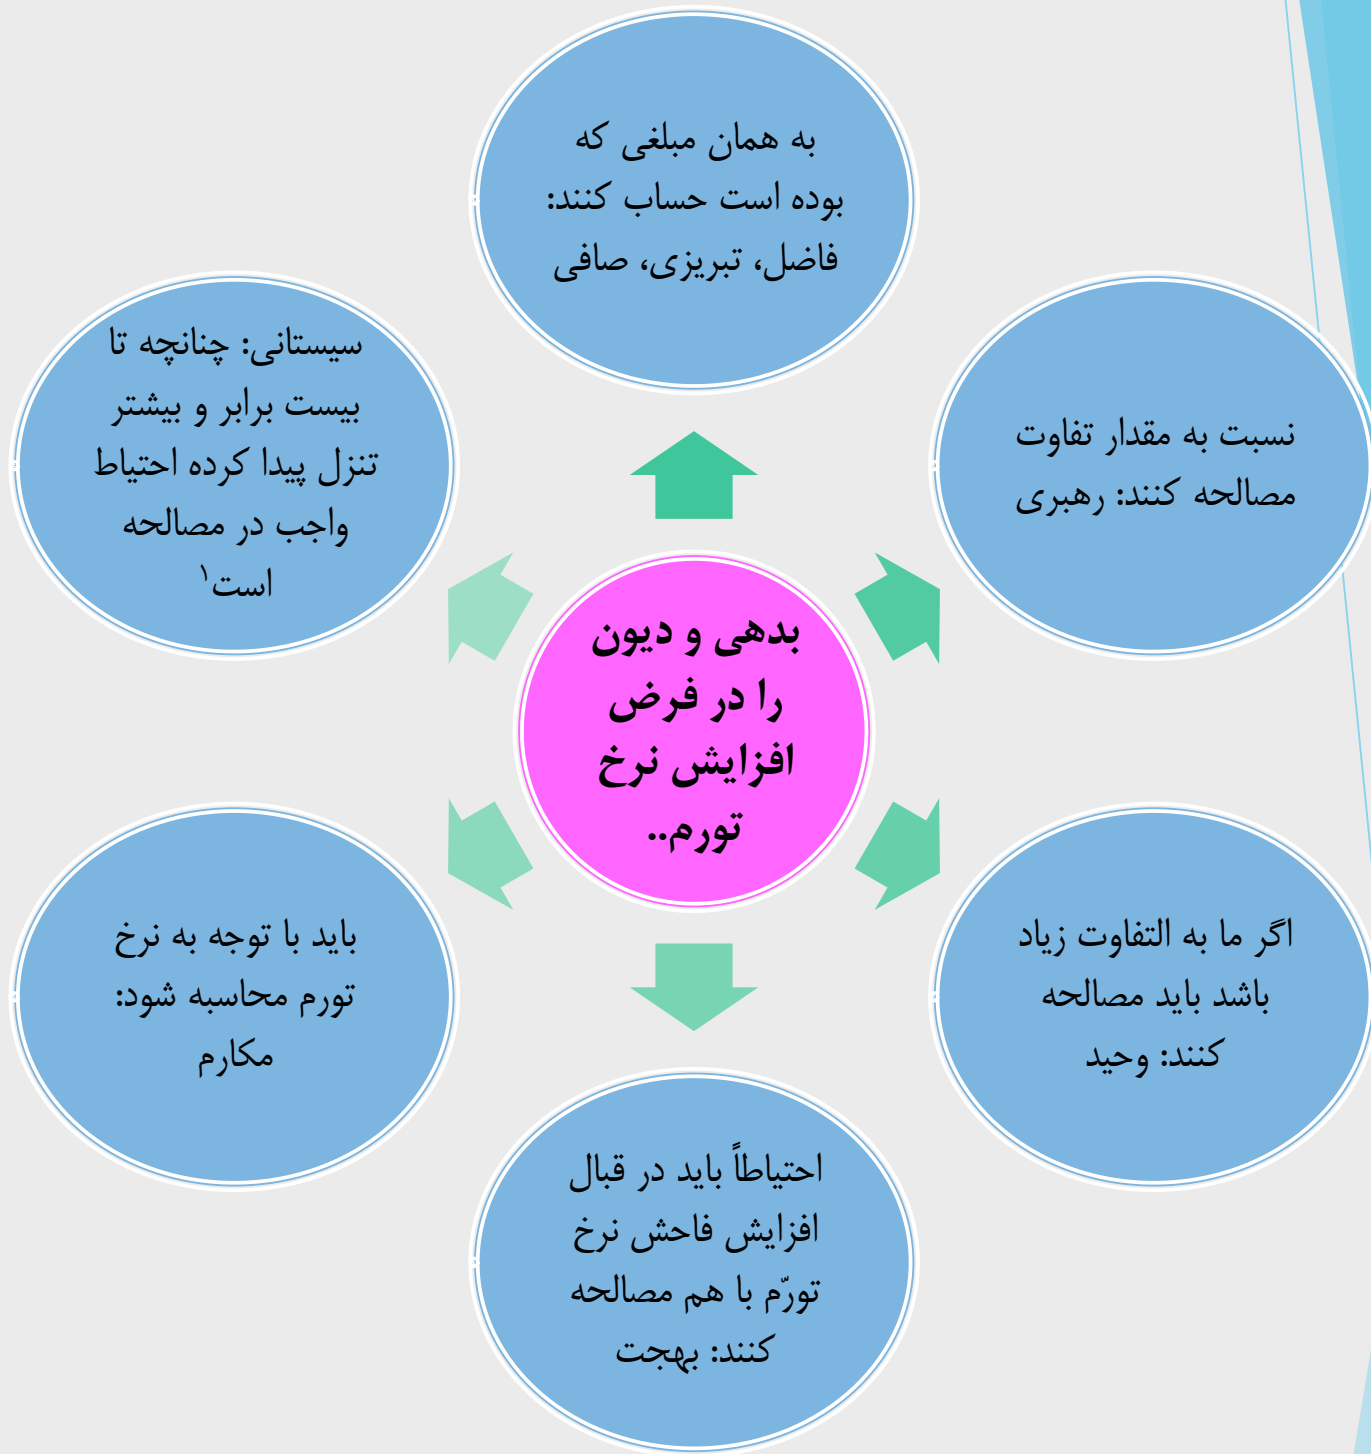 به همان مبلغی که
بوده است حساب کنند:
فاضل، تبریزی، صافی
نسبت به مقدار تفاوت
مصالحه کنند: رهبری
اگر ما به التفاوت زیاد
باشد باید مصالحه
کنند: وحید
احتیاطاً باید در قبال
افزایش فاحش نرخ
تورّم با هم مصالحه
کنند: بهجت
باید با توجه به نرخ
تورم محاسبه شود:
مکارم
سیستانی: چنانچه تا
بیست برابر و بیشتر
تنزل پیدا کرده احتیاط
واجب در مصالحه
است۱
بدهی و دیون
را در فرض
افزایش نرخ
تورم..